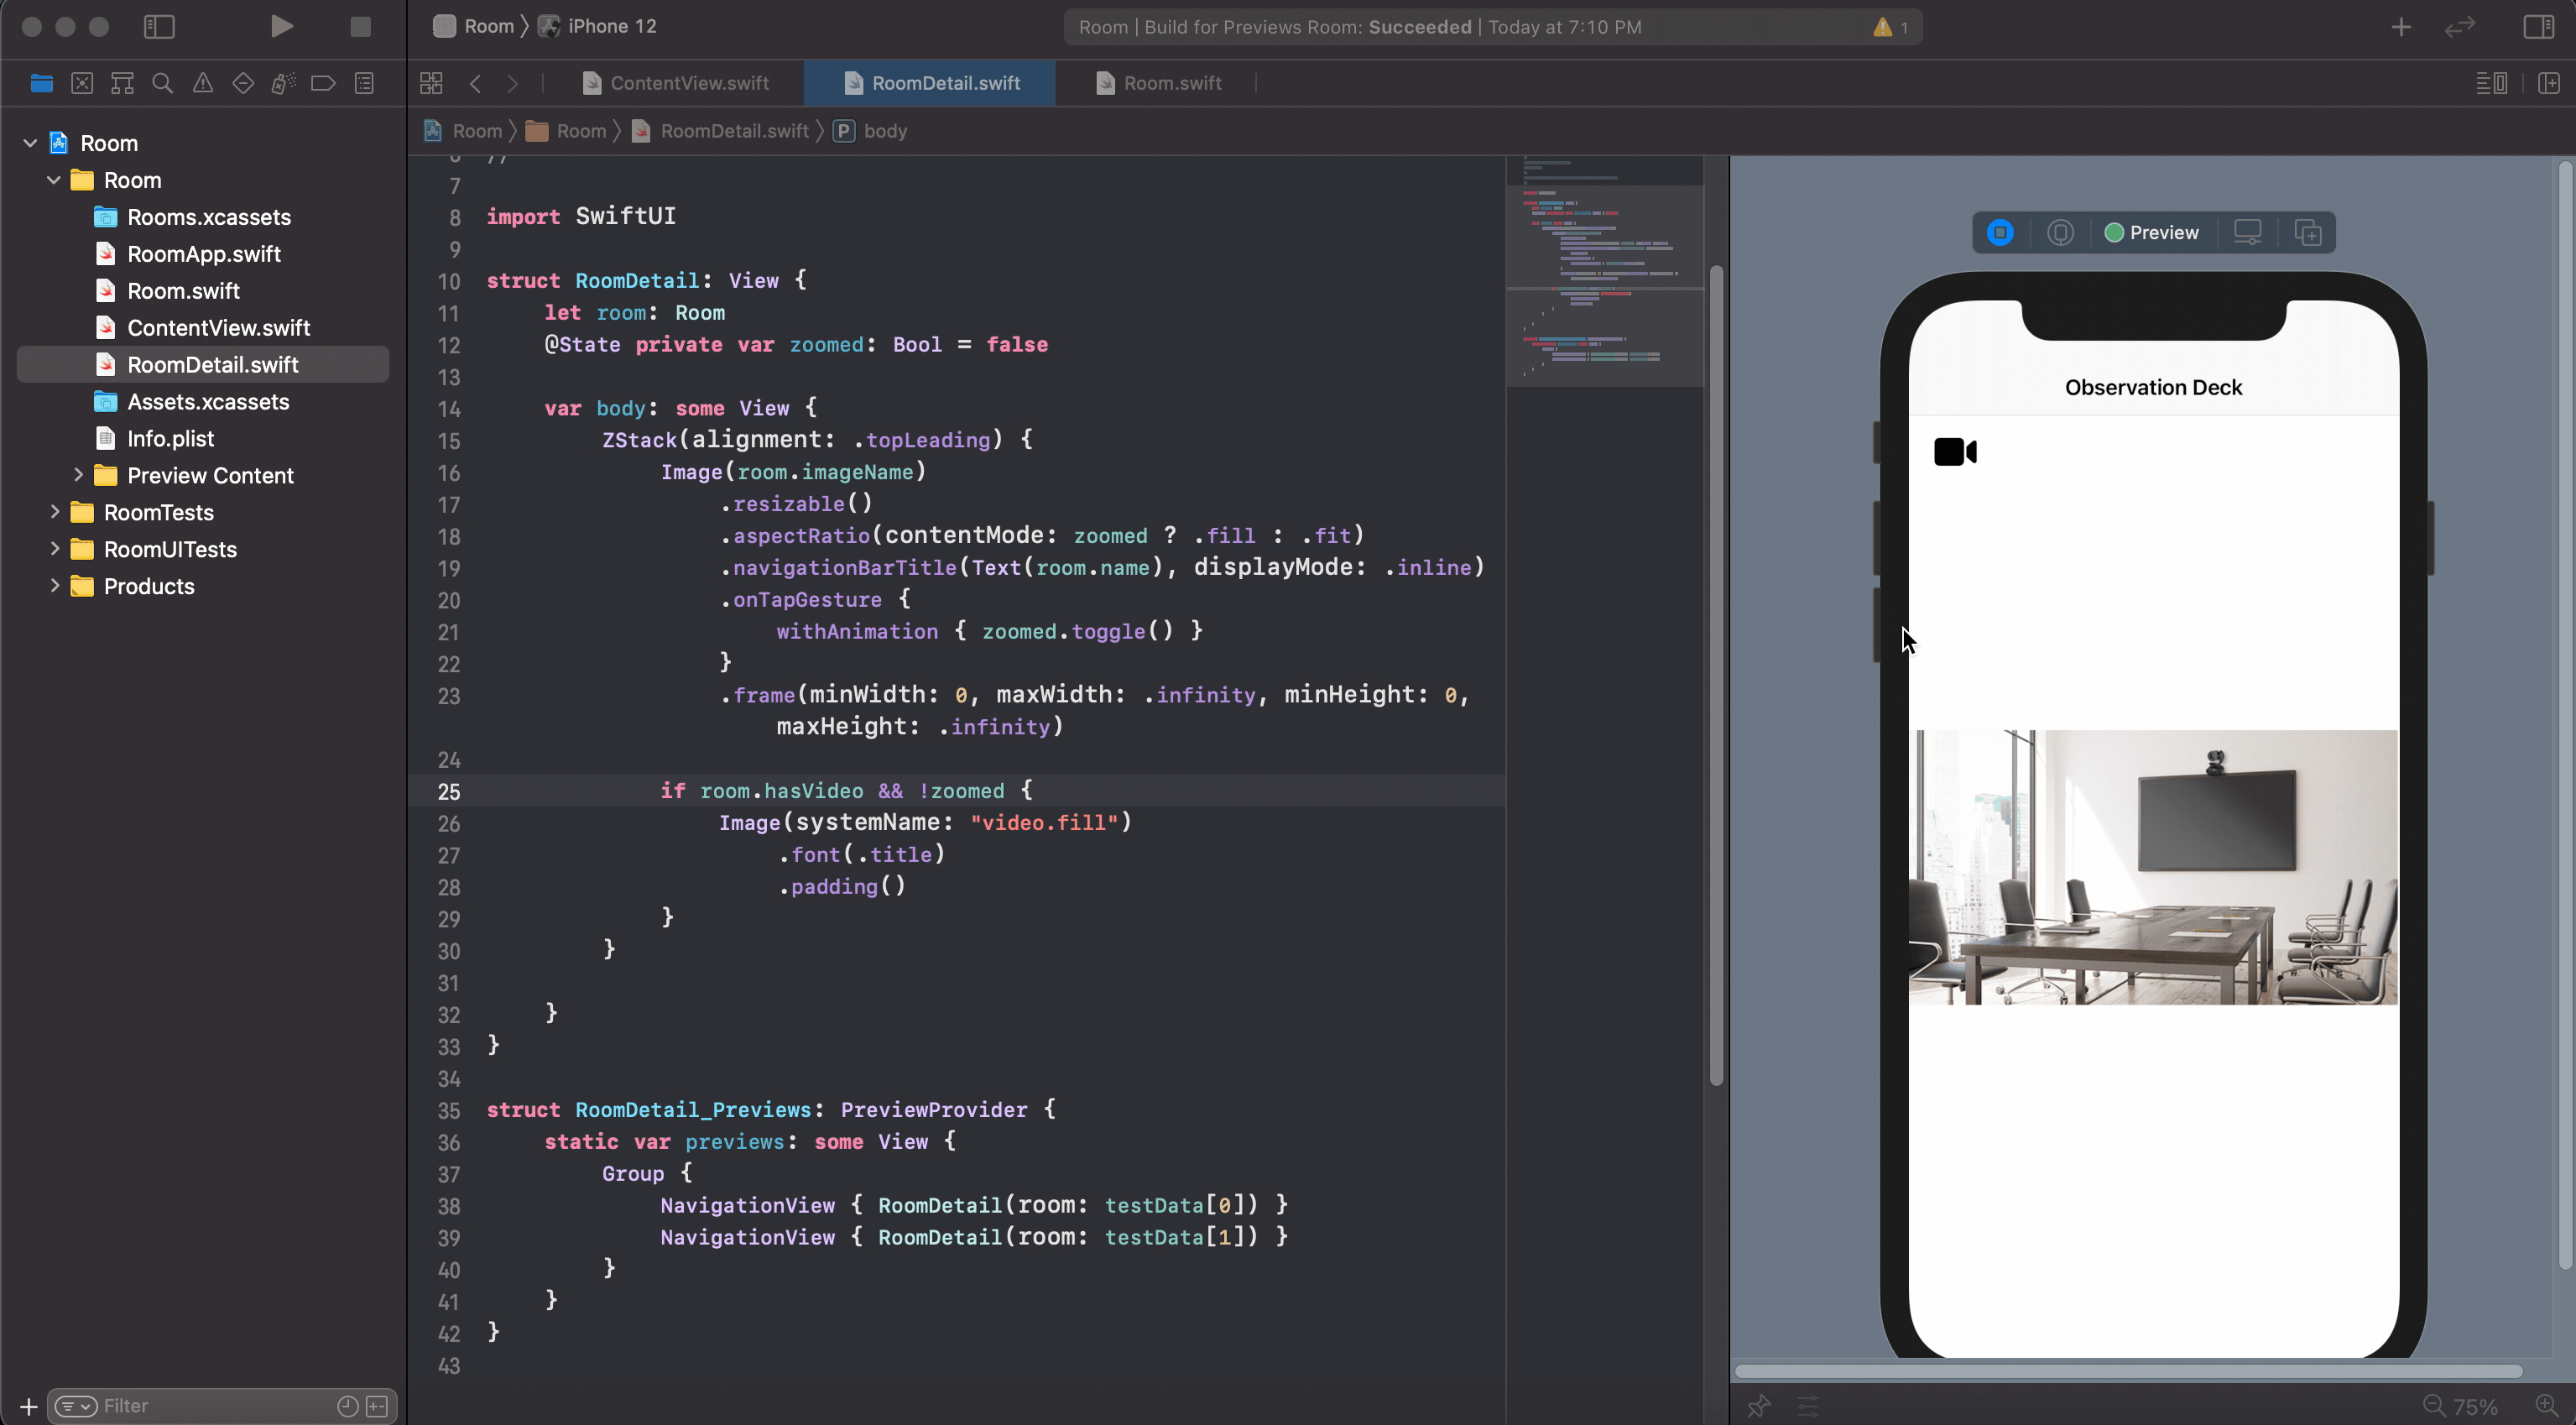 Room 〉 iPhone 12
Room | Build for Previews Room: Succeeded | Today at 7:10 PM
1
ContentView.swift
RoomDetail.swift
Room.swift
Room 〉 Room 〉 RoomDetail.swift 〉 P body
Room
Room
Rooms.xcassets
RoomApp.swift
Room.swift
ContentView.swift
RoomDetail.swift
Assets.xcassets
Info.plist
Preview Content
RoomTests
RoomUITests
Products
Filter
6 //
7
8 import SwiftUI
9
10 struct RoomDetail: View {
11 let room: Room
12 @State private var zoomed: Bool = false
13
14 var body: some View {
15 ZStack(alignment: .topLeading) {
16 Image(room.imageName)
17 .resizable()
18 .aspectRatio(contentMode: zoomed ? .fill : .fit)
19 .navigationBarTitle(Text(room.name), displayMode: .inline)
20 .onTapGesture {
21 withAnimation { zoomed.toggle() }
22 }
23 .frame(minWidth: 0, maxWidth: .infinity, minHeight: 0,
maxHeight: .infinity)
24
25 if room.hasVideo && !zoomed {
26 Image(systemName: "video.fill")
27 .font(.title)
28 .padding()
29 }
30 }
31
32 }
33 }
34
35 struct RoomDetail_Previews: PreviewProvider {
36 static var previews: some View {
37 Group {
38 NavigationView { RoomDetail(room: testData[0]) }
39 NavigationView { RoomDetail(room: testData[1]) }
40 }
41 }
42 }
43
Preview
Observation Deck
75%